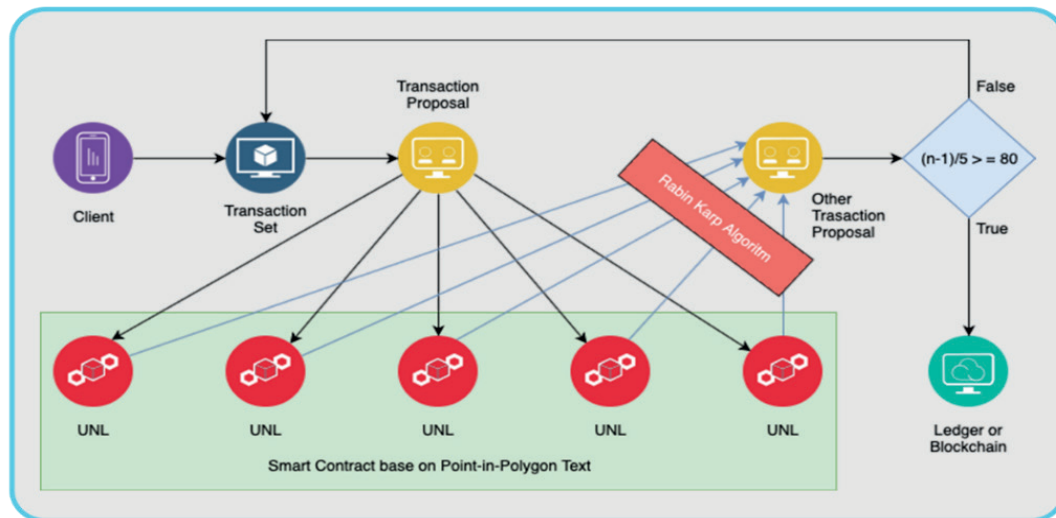 False
Transaction
Proposal
(n-1)/5 > = 80
Rabin Karp Algoritm
Client
Transaction
Set
Other
Trasaction
Proposal
True
UNL
UNL
UNL
UNL
UNL
Ledger or
Blockchain
Smart Contract base on Point-in-Polygon Text